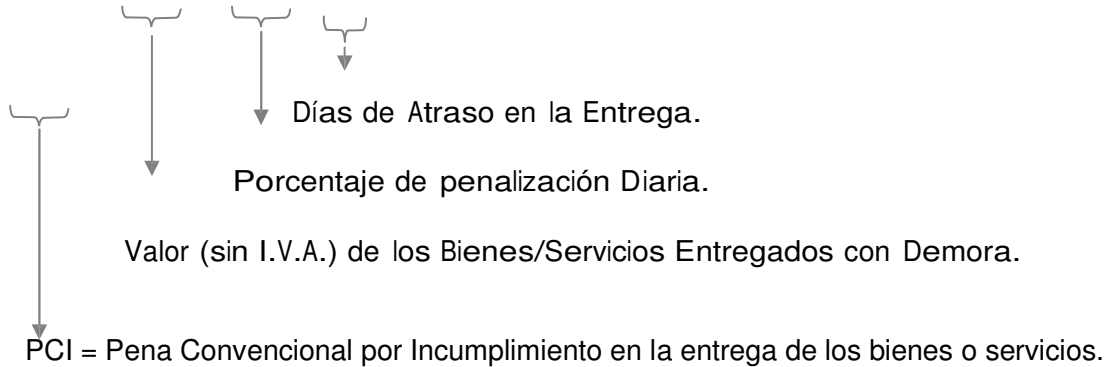 Días de Atraso en la Entrega.
Porcentaje de penalización Diaria.
Valor (sin I.V.A.) de los Bienes/Servicios Entregados con Demora.
PCI = Pena Convencional por Incumplimiento en la entrega de los bienes o servicios.